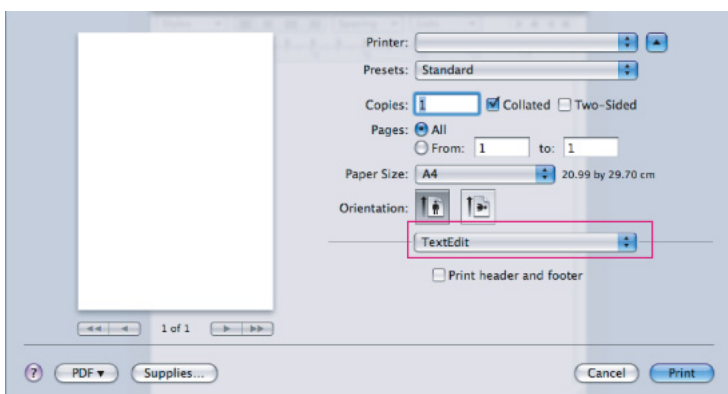 Printer:
Presets: Standard
Copies: 1 Collated Two-Sided
Pages: All
From: 1 to: 1
Paper Size: A4 20.99 by 29.70 cm
Orientation:
TextEdit
Print header and footer
1 of 1
? PDF▼ Supplies... Cancel Print